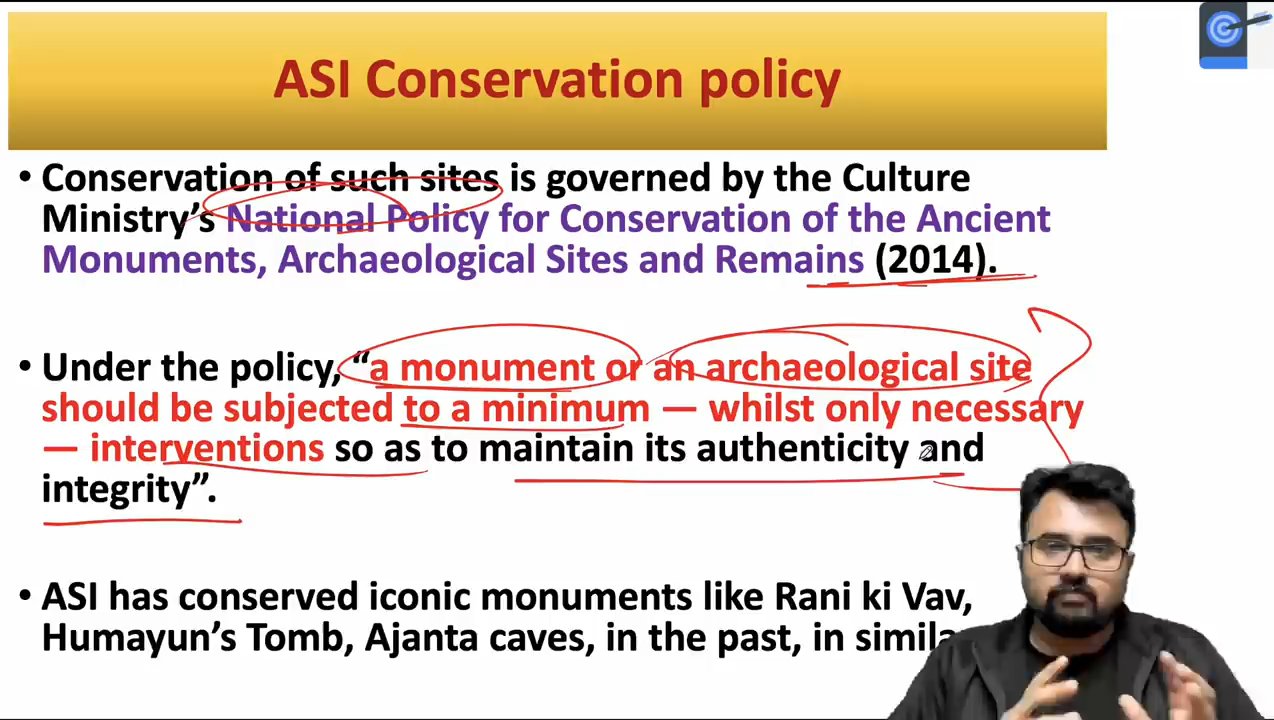 ASI Conservation policy
• Conservation of such sites is governed by the Culture
Ministry’s National Policy for Conservation of the Ancient
Monuments, Archaeological Sites and Remains (2014).
• Under the policy, “a monument or an archaeological site
should be subjected to a minimum — whilst only necessary
— interventions so as to maintain its authenticity and
integrity”.
• ASI has conserved iconic monuments like Rani ki Vav,
Humayun’s Tomb, Ajanta caves, in the past, in